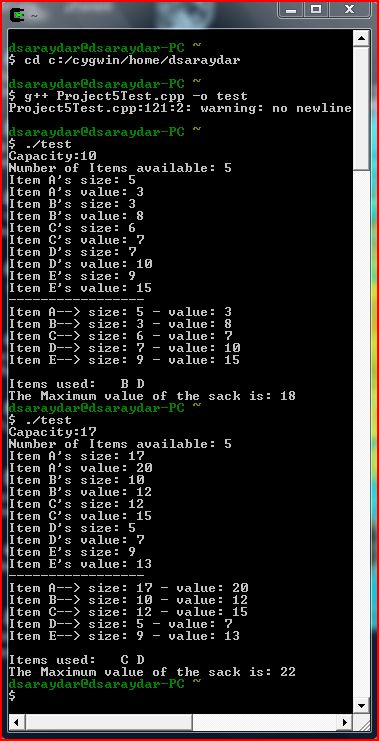 ~
dsaraydar@dsaraydar-PC ~
$ cd c:/cygwin/home/dsaraydar
dsaraydar@dsaraydar-PC ~
$ g++ Project5Test.cpp -o test
Project5Test.cpp:121:2: warning: no newline
dsaraydar@dsaraydar-PC ~
$ ./test
Capacity:10
Number of Items available: 5
Item A's size: 5
Item A's value: 3
Item B's size: 3
Item B's value: 8
Item C's size: 6
Item C's value: 7
Item D's size: 7
Item D's value: 10
Item E's size: 9
Item E's value: 15
-----------------
Item A--> size: 5 - value: 3
Item B--> size: 3 - value: 8
Item C--> size: 6 - value: 7
Item D--> size: 7 - value: 10
Item E--> size: 9 - value: 15
Items used:   B D
The Maximum value of the sack is: 18
dsaraydar@dsaraydar-PC ~
$ ./test
Capacity:17
Number of Items available: 5
Item A's size: 17
Item A's value: 20
Item B's size: 10
Item B's value: 12
Item C's size: 12
Item C's value: 15
Item D's size: 5
Item D's value: 7
Item E's size: 9
Item E's value: 13
-----------------
Item A--> size: 17 - value: 20
Item B--> size: 10 - value: 12
Item C--> size: 12 - value: 15
Item D--> size: 5 - value: 7
Item E--> size: 9 - value: 13
Items used:   C D
The Maximum value of the sack is: 22
dsaraydar@dsaraydar-PC ~
$